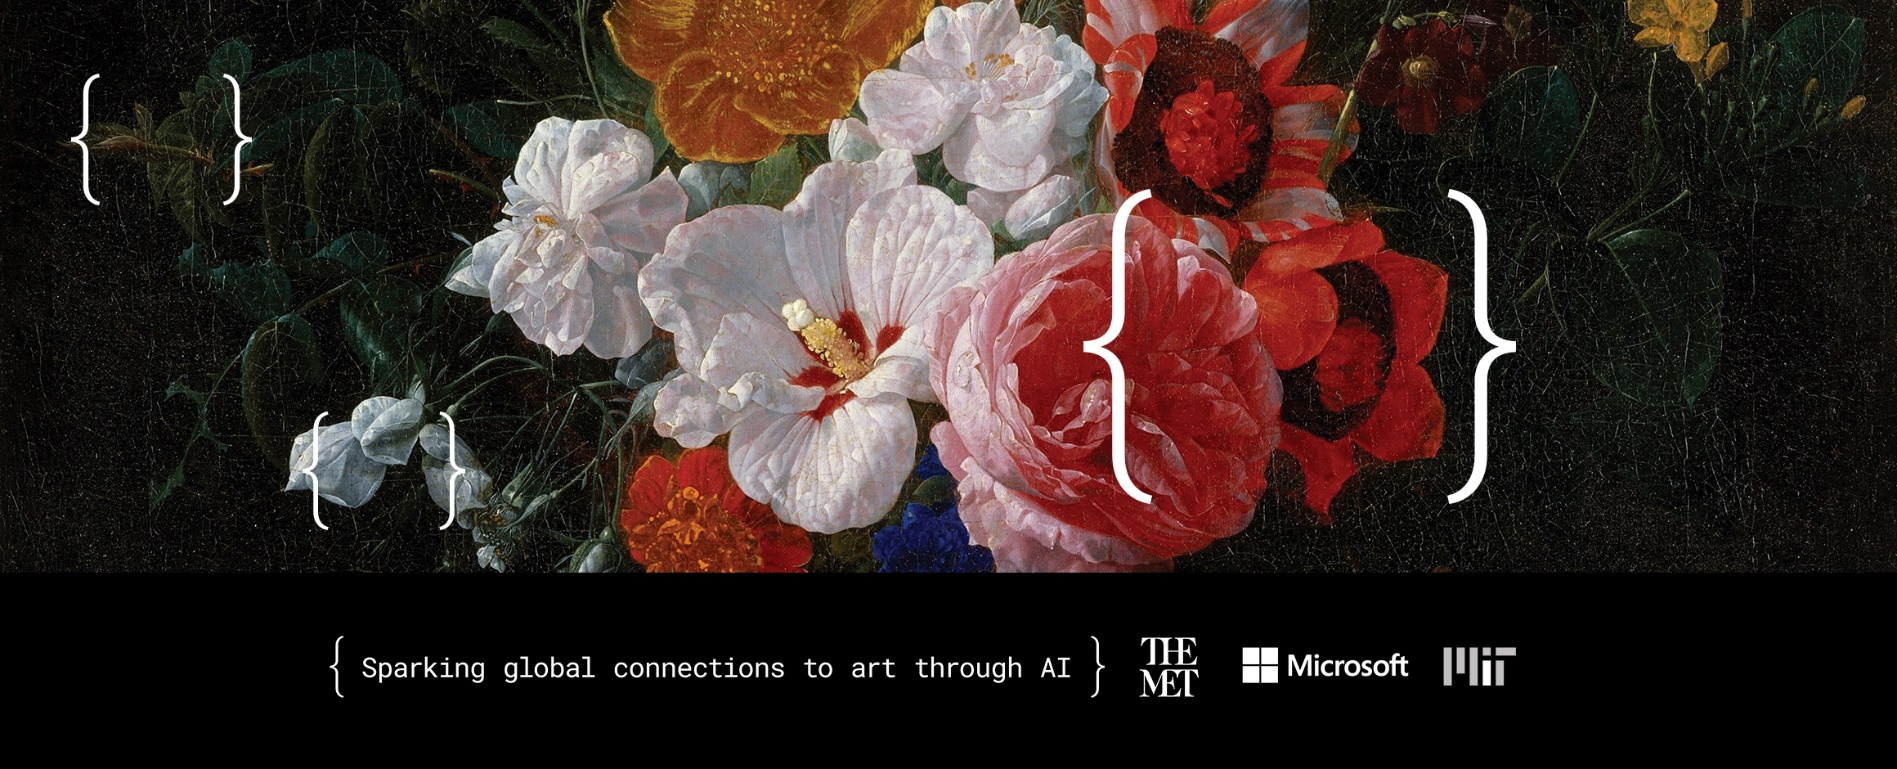 { }
{ }
{ }
{ Sparking global connections to art through AI } THE MET Microsoft MIT